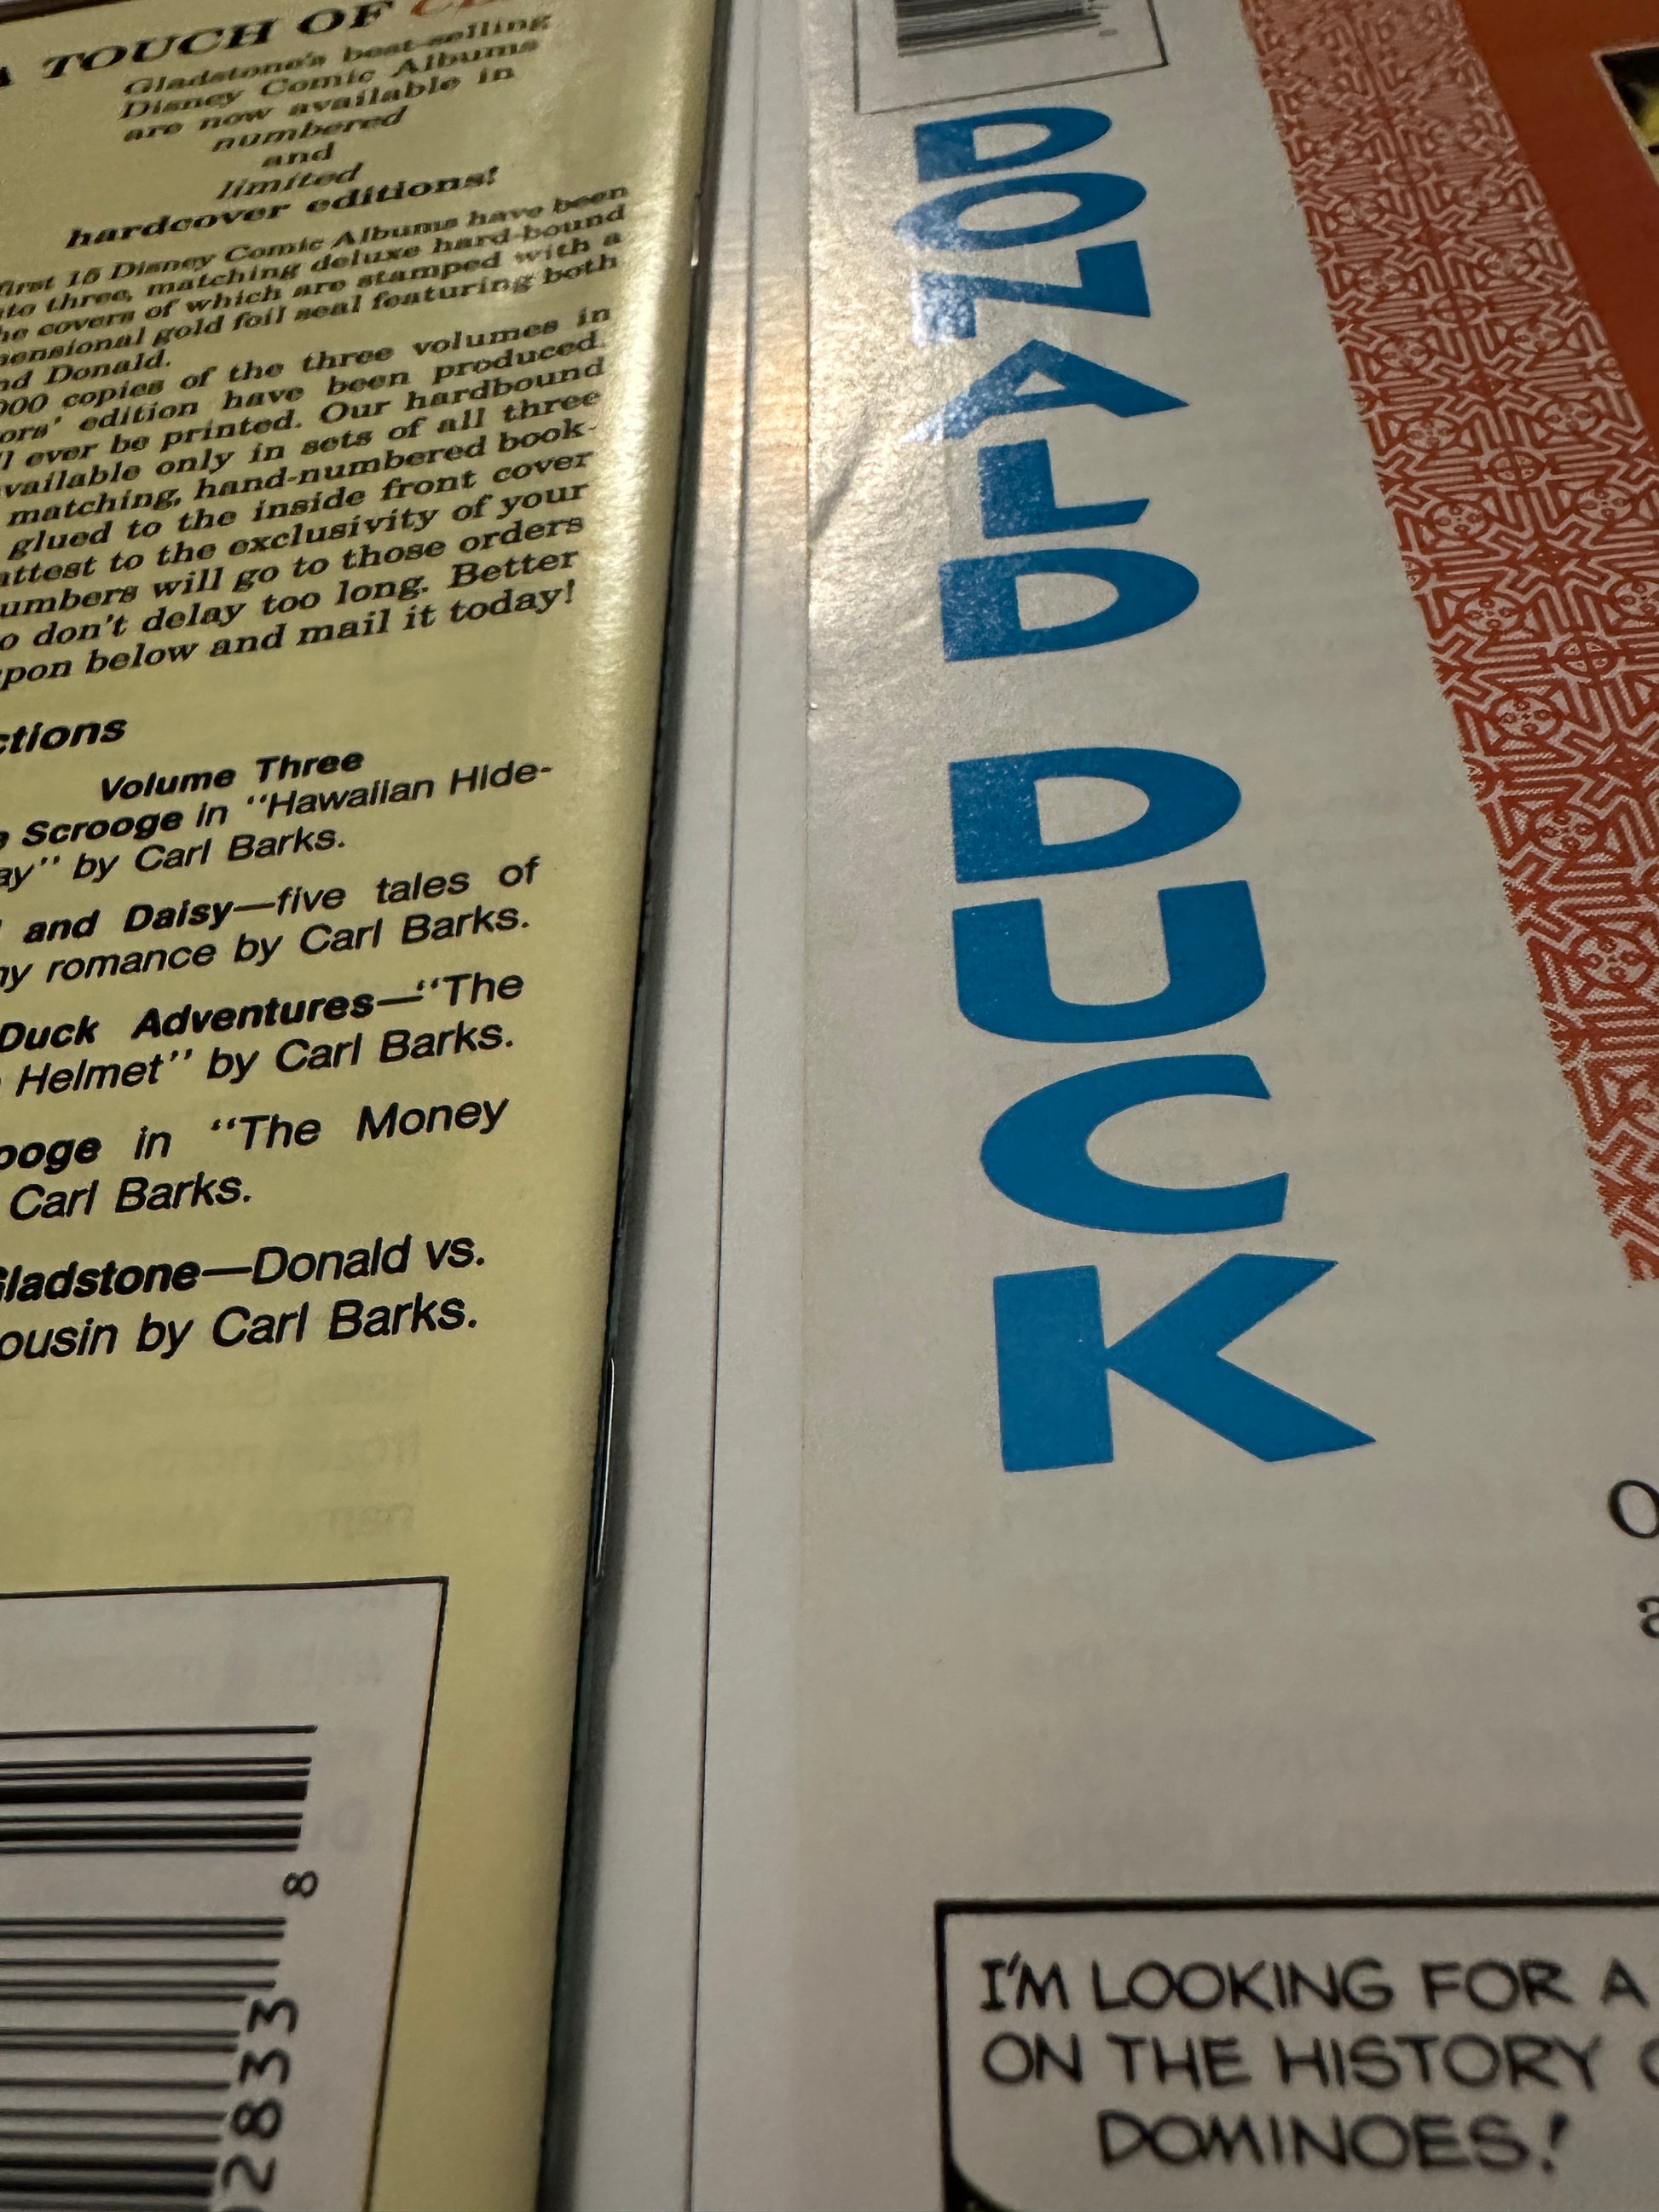 A TOUCH OF
Gladstone's best-selling
Disney Comic Albums
are now available in
numbered
and
limited
hardcover editions!
first 15 Disney Comic Albums have been
three, matching deluxe hard-bound
covers of which are stamped with a
gold foil seal featuring both
Donald.
000 copies of the three volumes in
edition have been produced.
ever be printed. Our hardbound
available only in sets of all three
matching, hand-numbered book-
glued to the inside front cover
attest to the exclusivity of your
numbers will go to those orders
so don't delay too long. Better
below and mail it today!
ctions
Volume Three
Scrooge in "Hawaiian Hide-
ay" by Carl Barks.
and Daisy—five tales of
ny romance by Carl Barks.
Duck Adventures—"The
Helmet" by Carl Barks.
ooge in "The Money
Carl Barks.
Gladstone—Donald vs.
ousin by Carl Barks.
8
2833
DONALD DUCK
I'M LOOKING FOR A
ON THE HISTORY
DOMINOES!